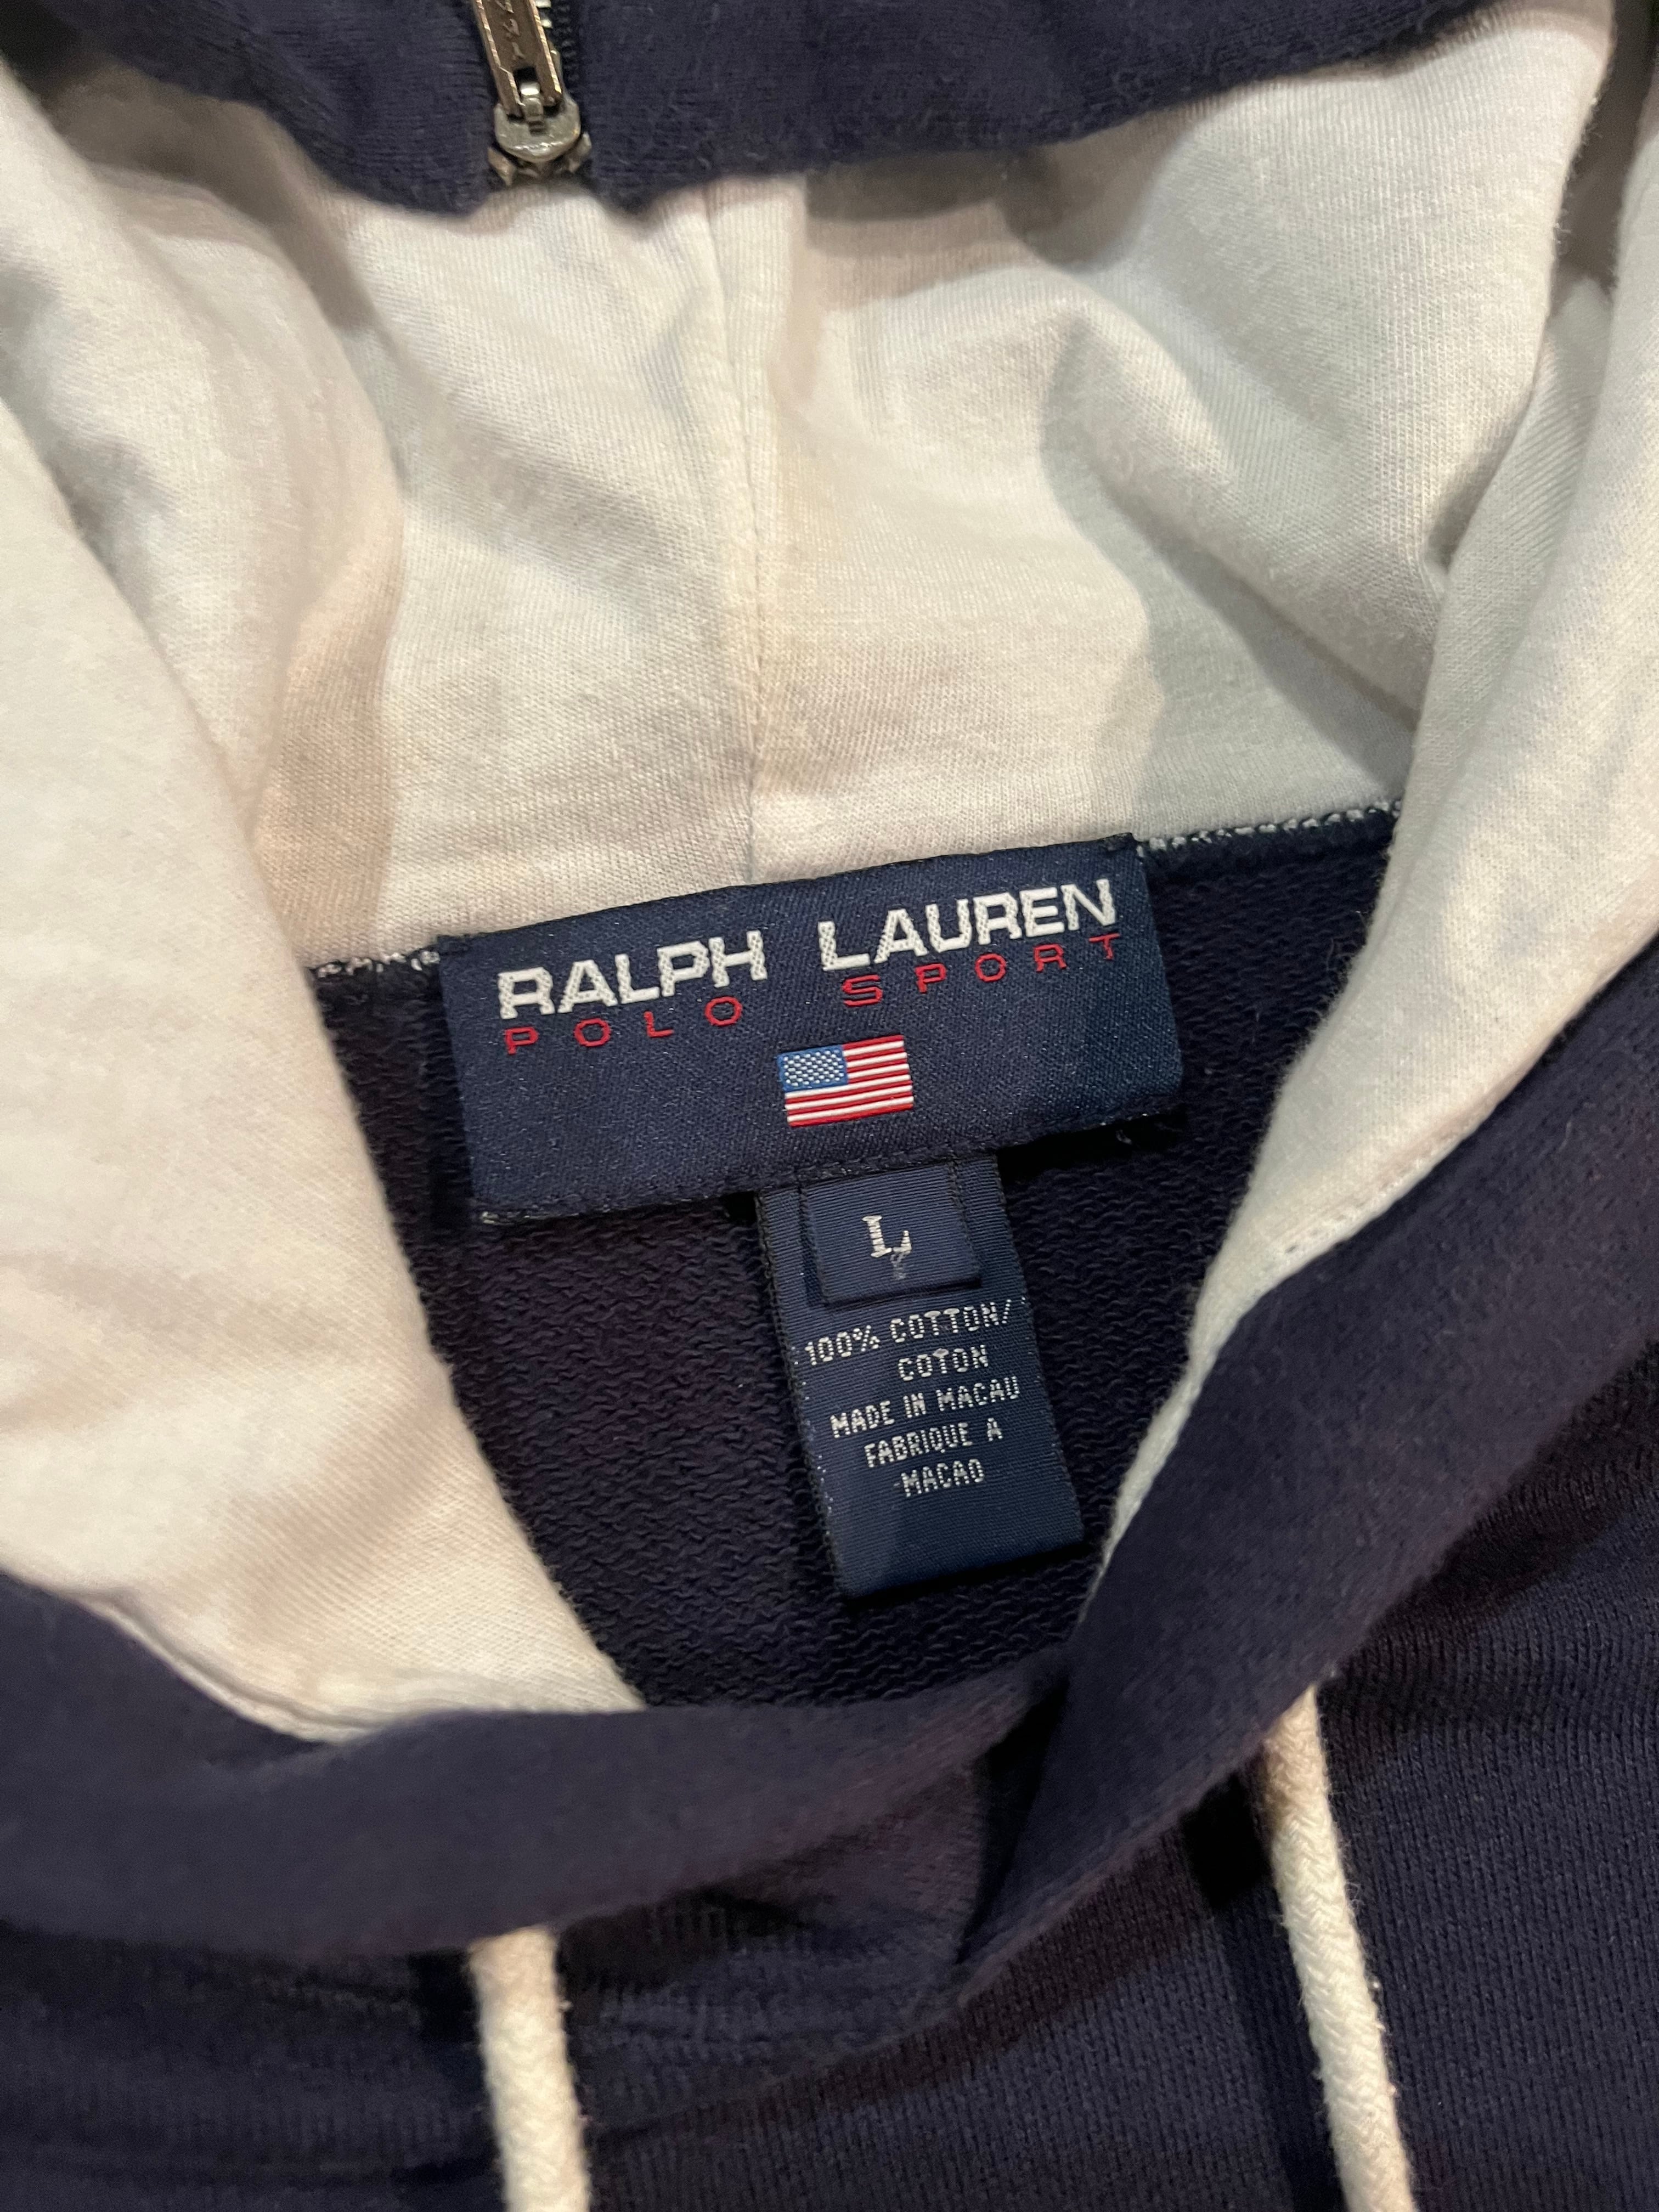 RALPH LAUREN
POLO SPORT
L
100% COTTON/
COTON
MADE IN MACAU
FABRIQUE A
MACAO